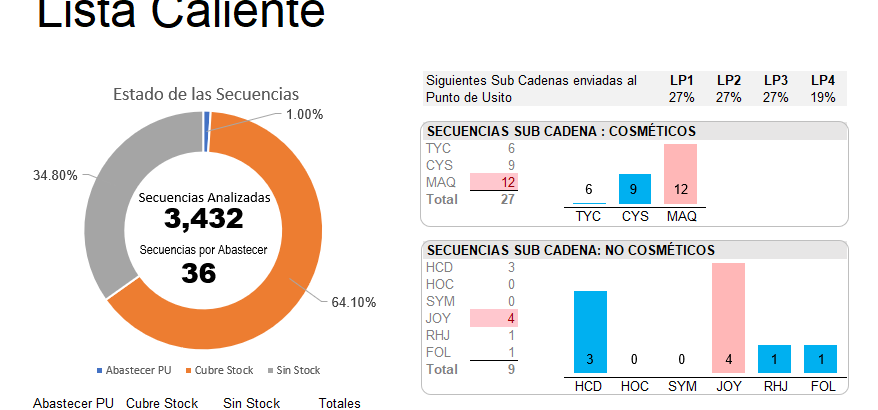 Lista Caliente
Estado de las Secuencias
1.00%
34.80%
64.10%
Secuencias Analizadas
3,432
Secuencias por Abastecer
36
Abastecer PU Cubre Stock Sin Stock
Abastecer PU Cubre Stock Sin Stock Totales
Siguientes Sub Cadenas enviadas al LP1 LP2 LP3 LP4
Punto de Usito 27% 27% 27% 19%
SECUENCIAS SUB CADENA : COSMÉTICOS
TYC 6
CYS 9
MAQ 12
Total 27
6 9 12
TYC CYS MAQ
SECUENCIAS SUB CADENA: NO COSMÉTICOS
HCD 3
HOC 0
SYM 0
JOY 4
RHJ 1
FOL 1
Total 9
3 0 0 4 1 1
HCD HOC SYM JOY RHJ FOL